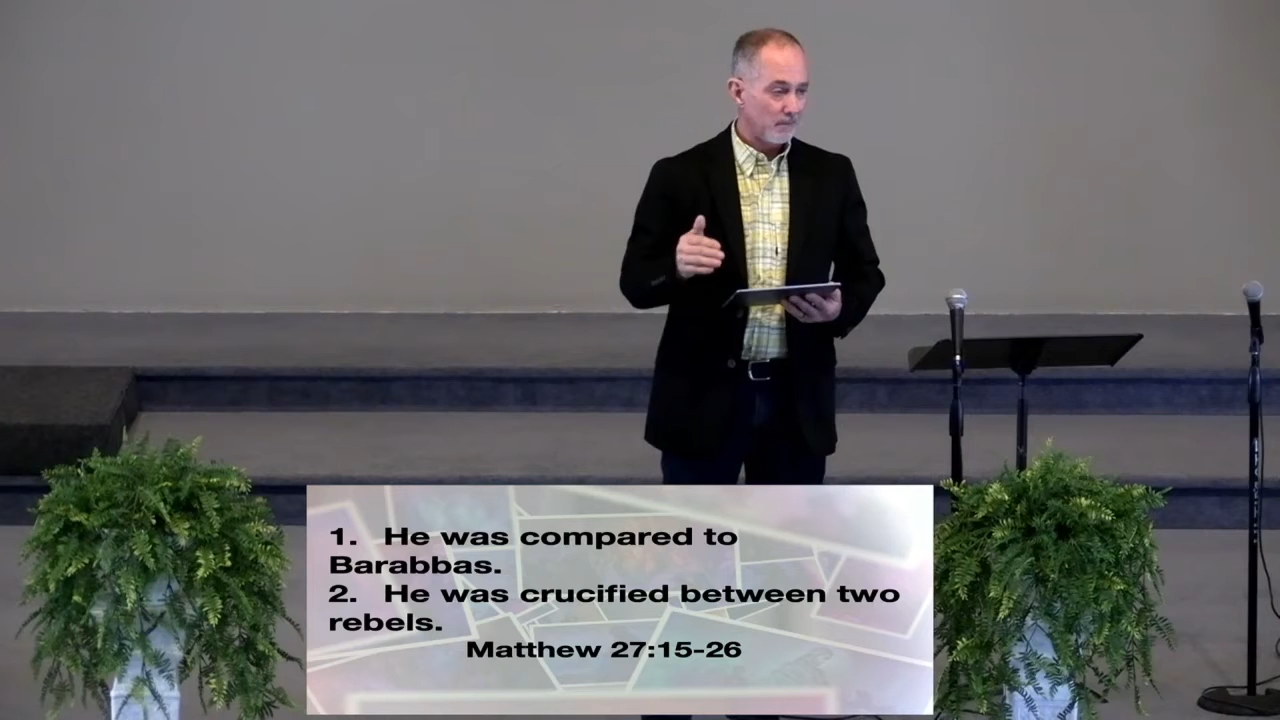 1. He was compared to
Barabbas.
2. He was crucified between two
rebels.
Matthew 27:15-26